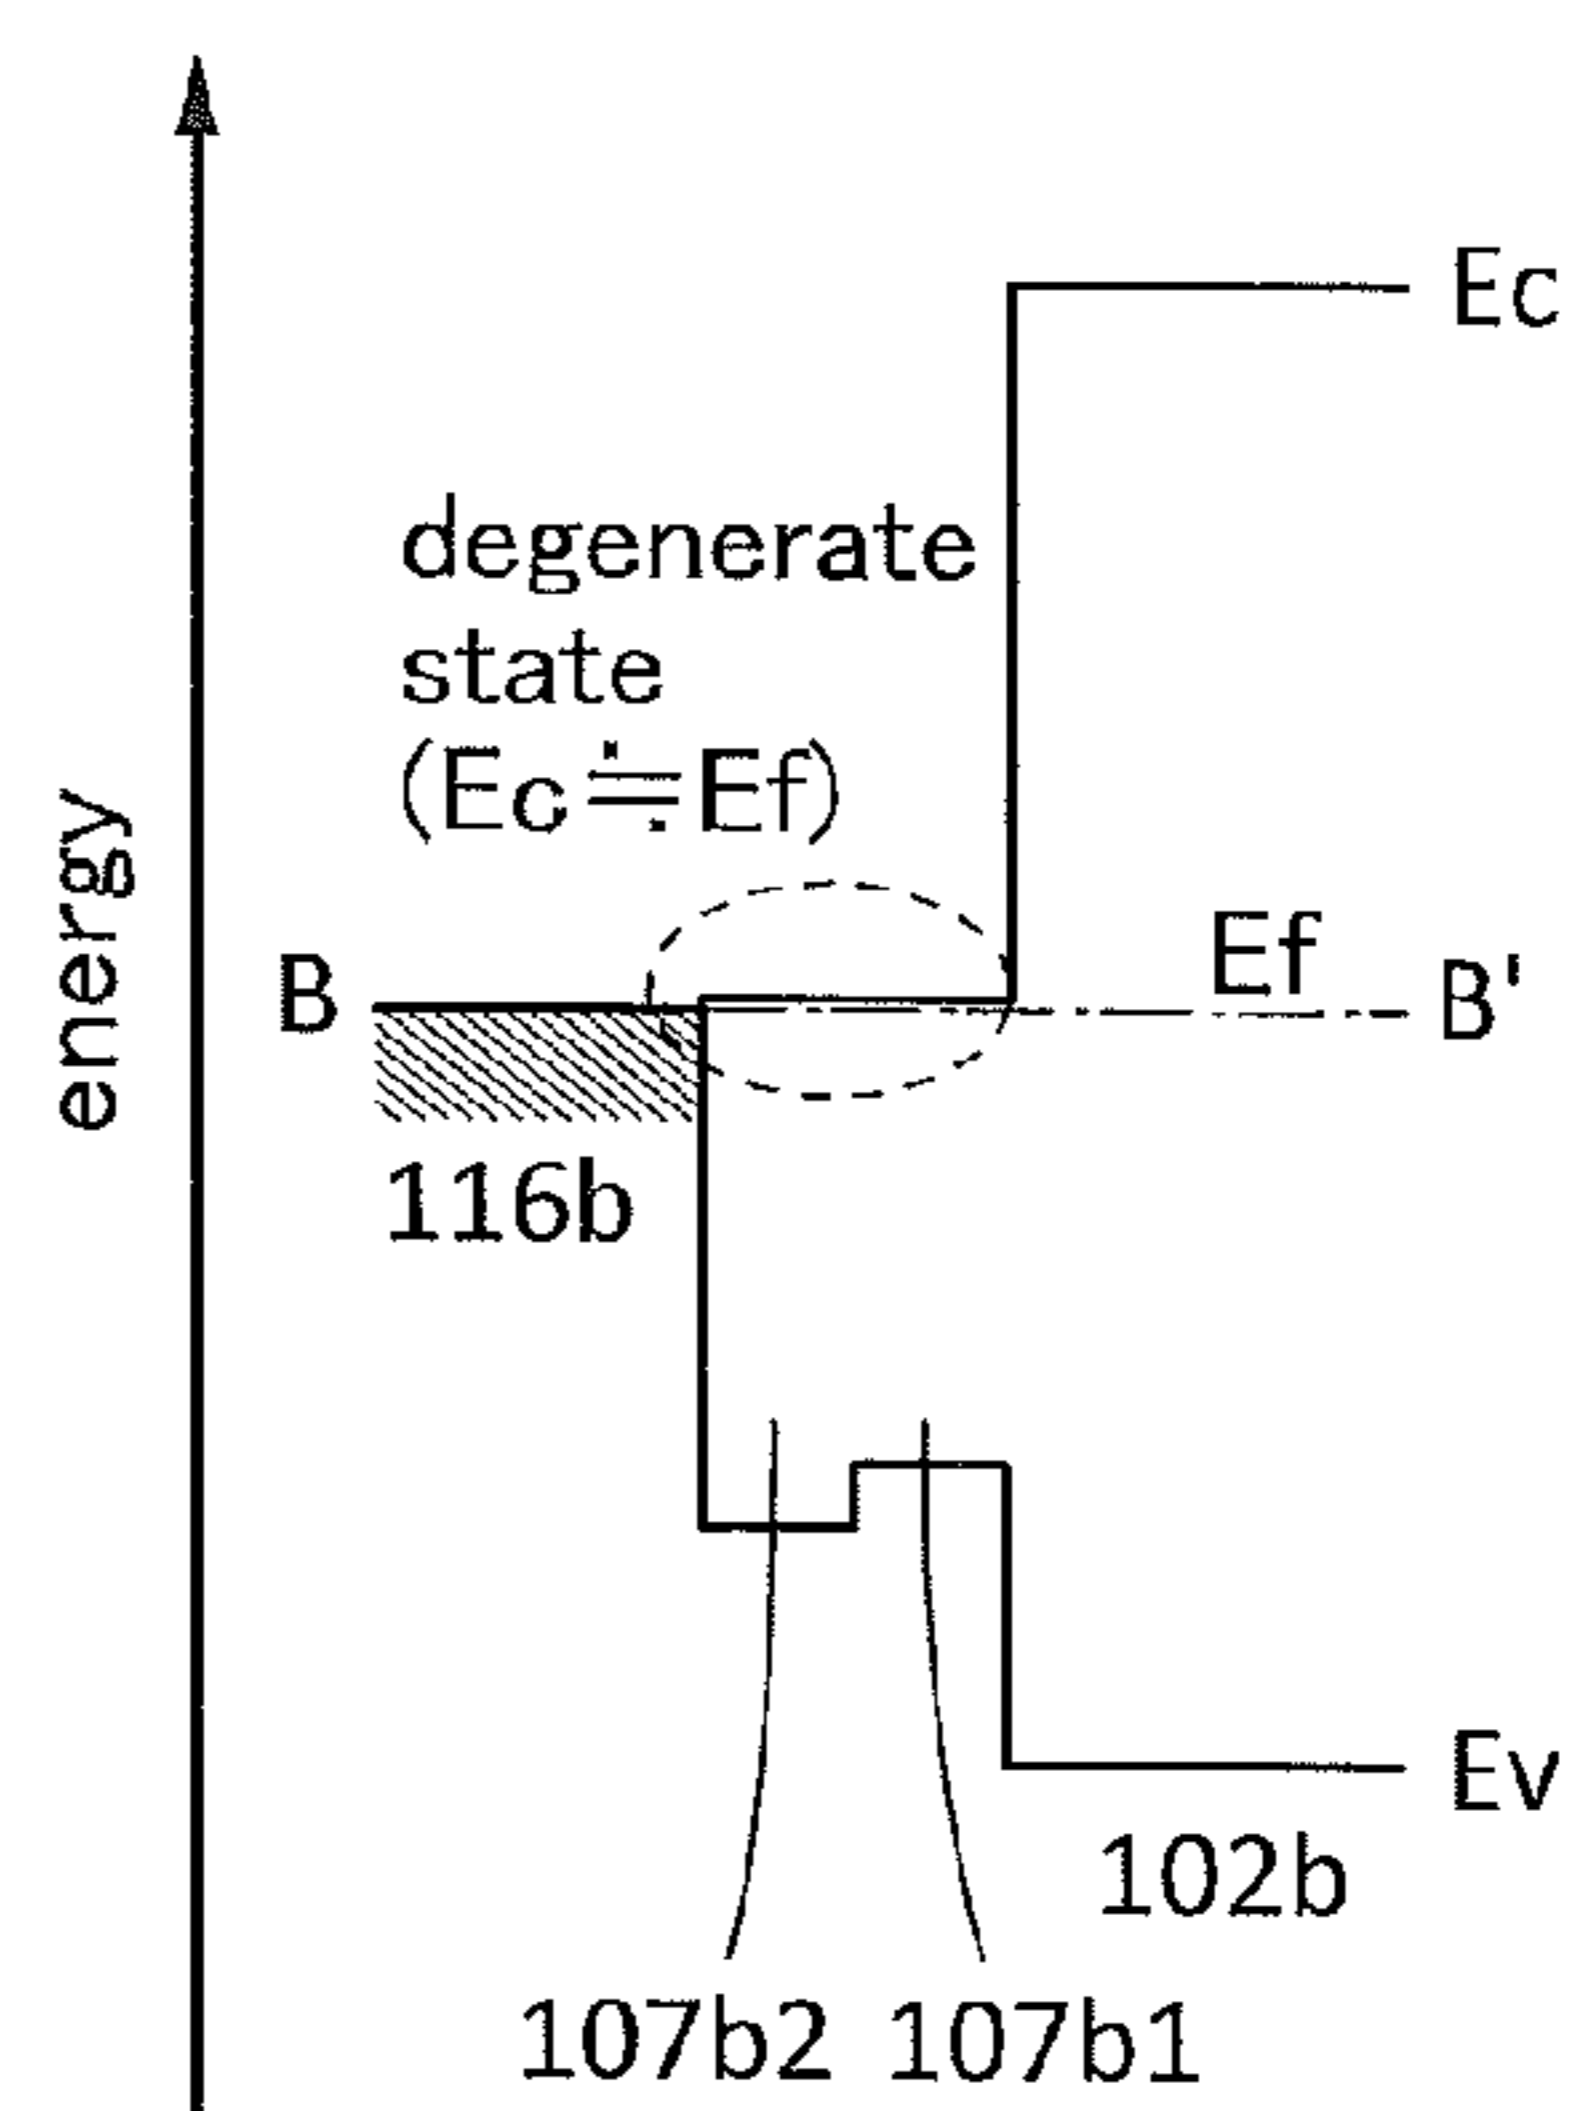 Ec
degenerate
state
(Ec≒Ef)
energy
B
Ef
B'
116b
Ev
102b
107b2
107b1